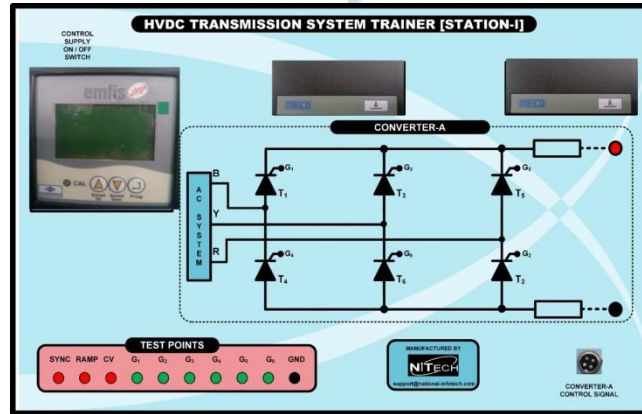 HVDC TRANSMISSION SYSTEM TRAINER [STATION-I]
CONTROL
SUPPLY
ON / OFF
SWITCH
emfis
MECO
MECO
CONVERTER-A
B
Y
R
AC SYSTEM
G1
T1
G3
T3
G5
T5
G4
T4
G6
T6
G2
T2
CAL
Prog
TEST POINTS
SYNC RAMP CV G1 G2 G3 G4 G5 G6 GND
MANUFACTURED BY
NITECH
support@national-infotech.com
CONVERTER-A
CONTROL SIGNAL